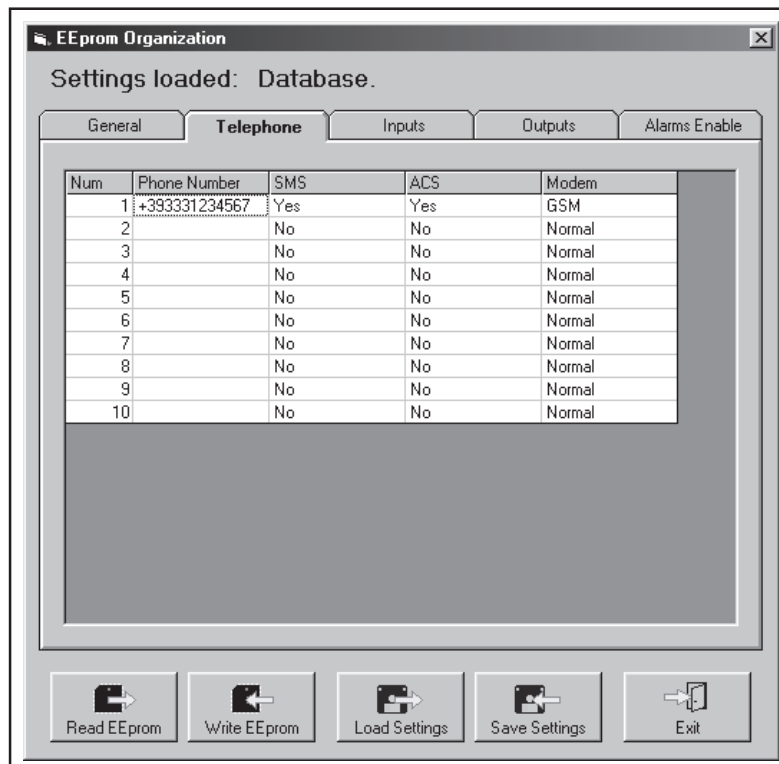 EEprom Organization
Settings loaded: Database.
General Telephone Inputs Outputs Alarms Enable
Num Phone Number SMS ACS Modem
1 +393331234567 Yes Yes GSM
2 No No Normal
3 No No Normal
4 No No Normal
5 No No Normal
6 No No Normal
7 No No Normal
8 No No Normal
9 No No Normal
10 No No Normal
Read EEprom Write EEprom Load Settings Save Settings Exit